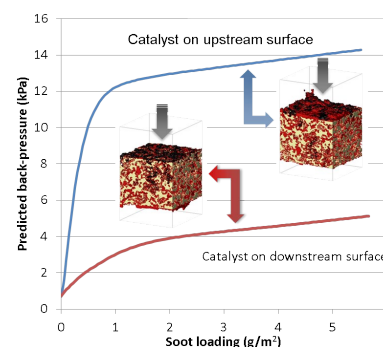 16
Catalyst on upstream surface
14
12
10
8
6
4
2
0
Predicted back-pressure (kPa)
Catalyst on downstream surface
0 1 2 3 4 5
Soot loading (g/m²)